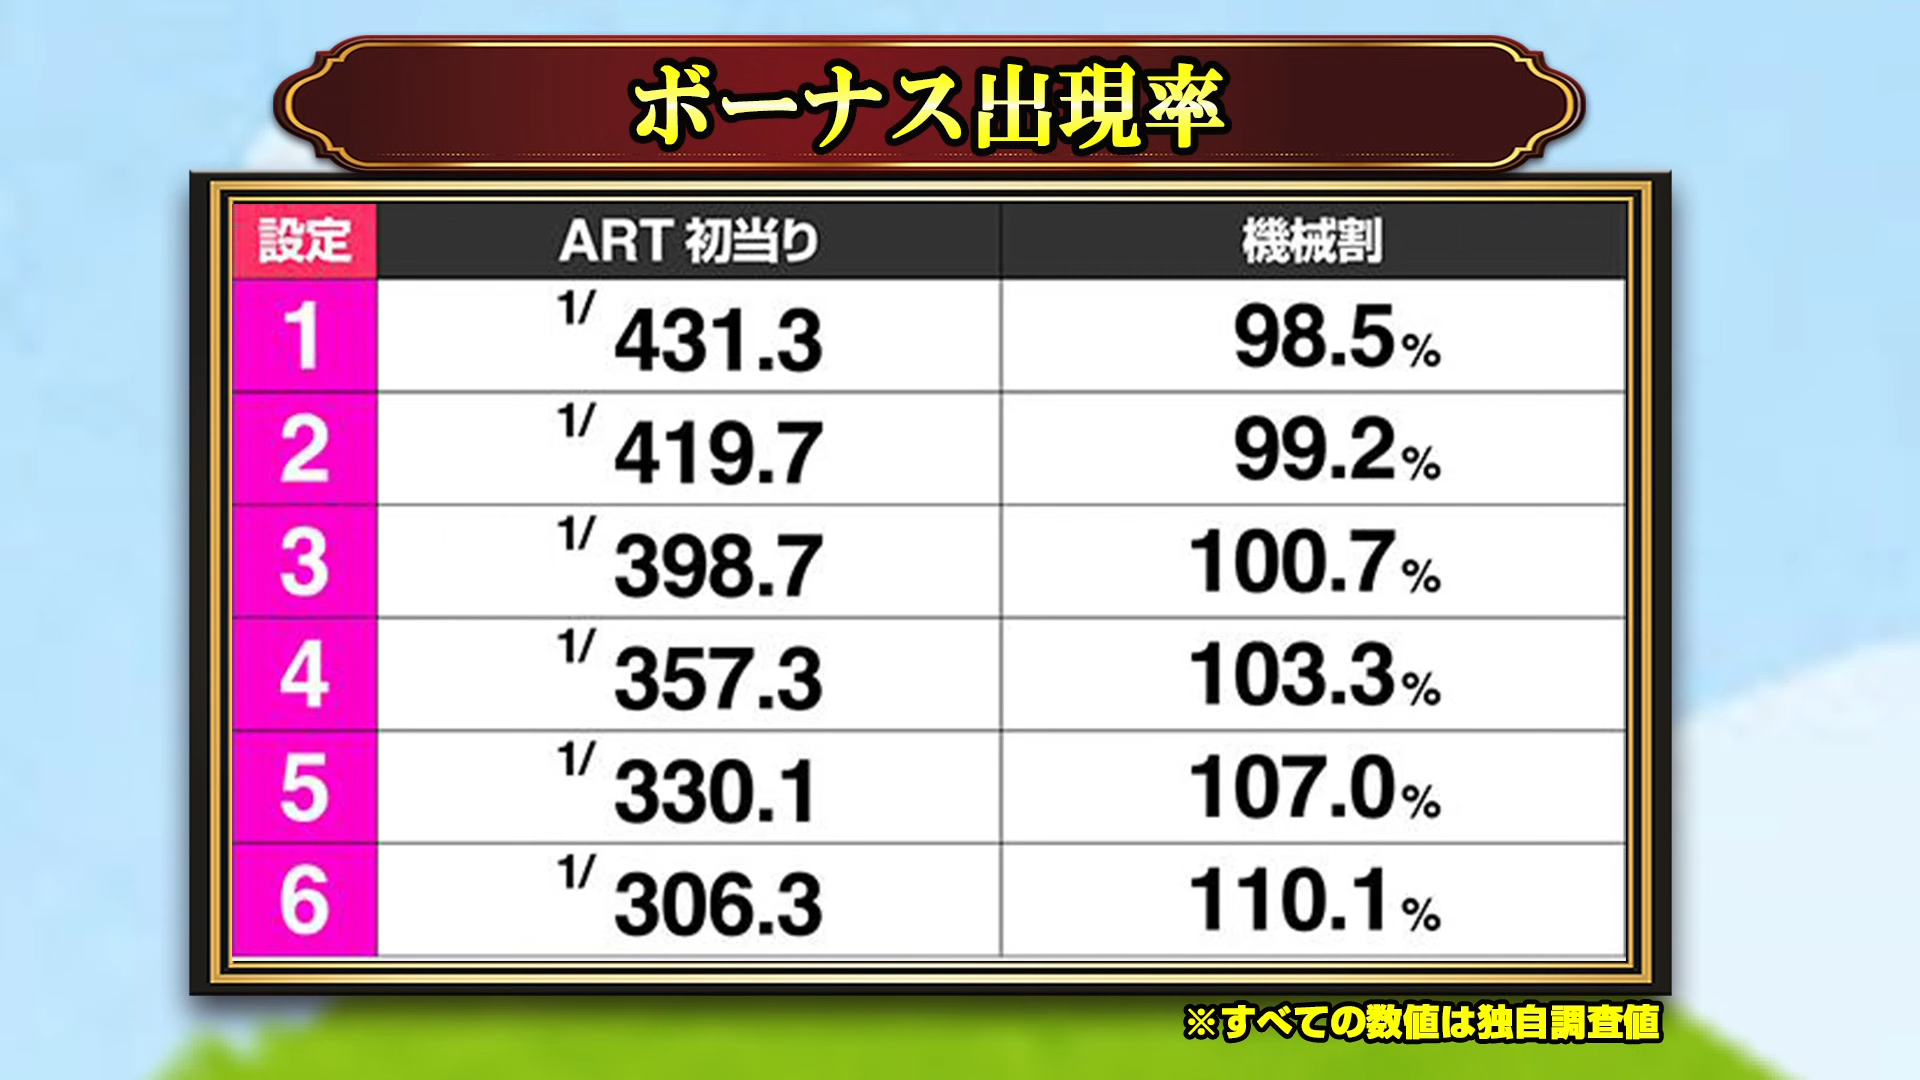 ボーナス出現率
設定 ART 初当り 機械割
1 1/431.3 98.5%
2 1/419.7 99.2%
3 1/398.7 100.7%
4 1/357.3 103.3%
5 1/330.1 107.0%
6 1/306.3 110.1%
※すべての数値は独自調査値